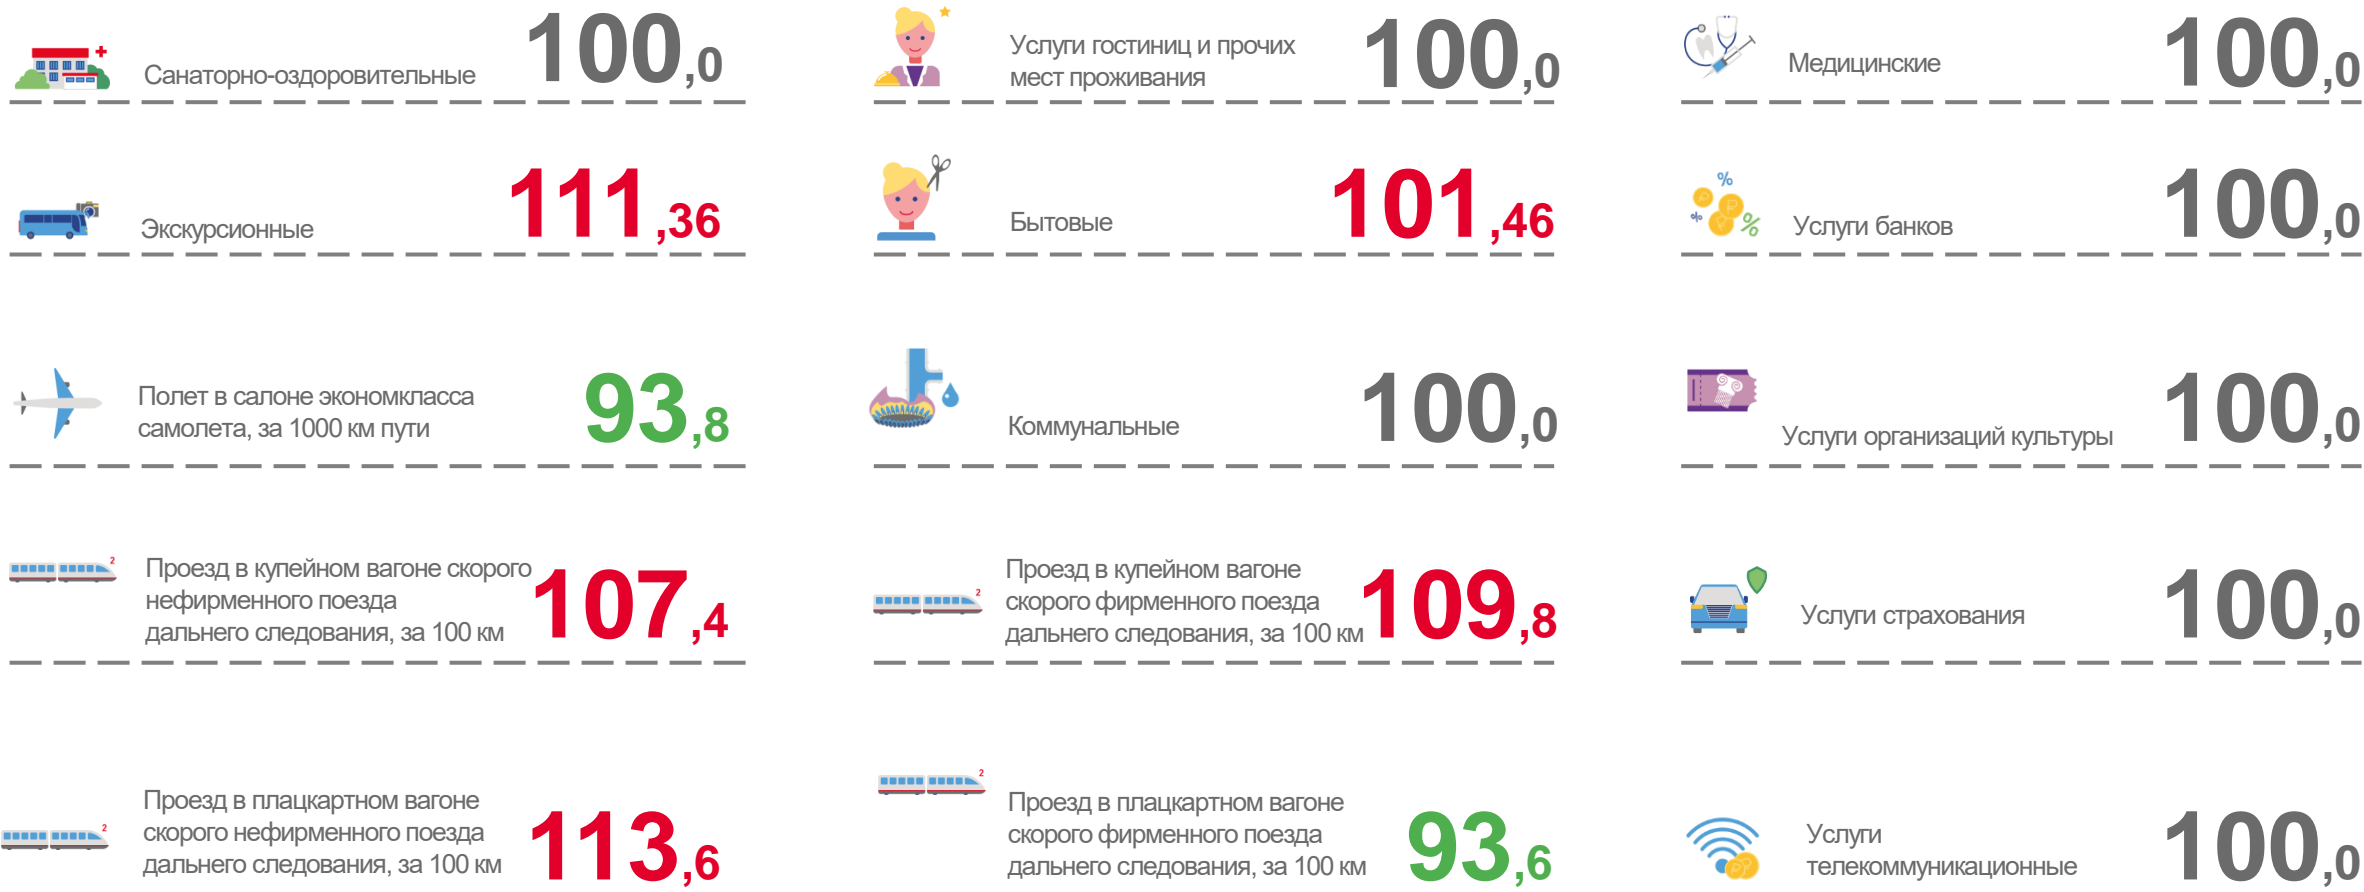 Санаторно-оздоровительные
100,0
Услуги гостиниц и прочих
мест проживания
100,0
Медицинские
100,0
Экскурсионные
111,36
Бытовые
101,46
% % %
Услуги банков
100,0
Полет в салоне экономкласса
самолета, за 1000 км пути
93,8
Коммунальные
100,0
Услуги организаций культуры
100,0
2
Проезд в купейном вагоне скорого
нефирменного поезда
дальнего следования, за 100 км
107,4
2
Проезд в купейном вагоне
скорого фирменного поезда
дальнего следования, за 100 км
109,8
Услуги страхования
100,0
2
Проезд в плацкартном вагоне
скорого нефирменного поезда
дальнего следования, за 100 км
113,6
2
Проезд в плацкартном вагоне
скорого фирменного поезда
дальнего следования, за 100 км
93,6
Услуги
телекоммуникационные
100,0